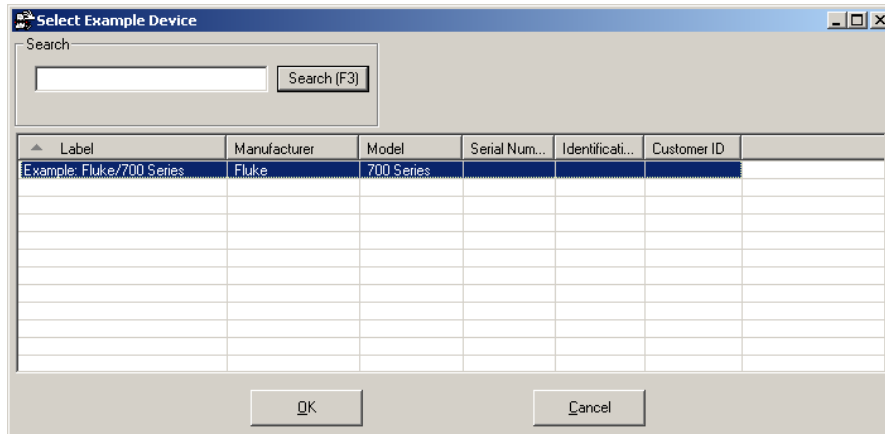 Select Example Device
Search
Search (F3)
Label Manufacturer Model Serial Num... Identificati... Customer ID
Example: Fluke/700 Series Fluke 700 Series
OK Cancel